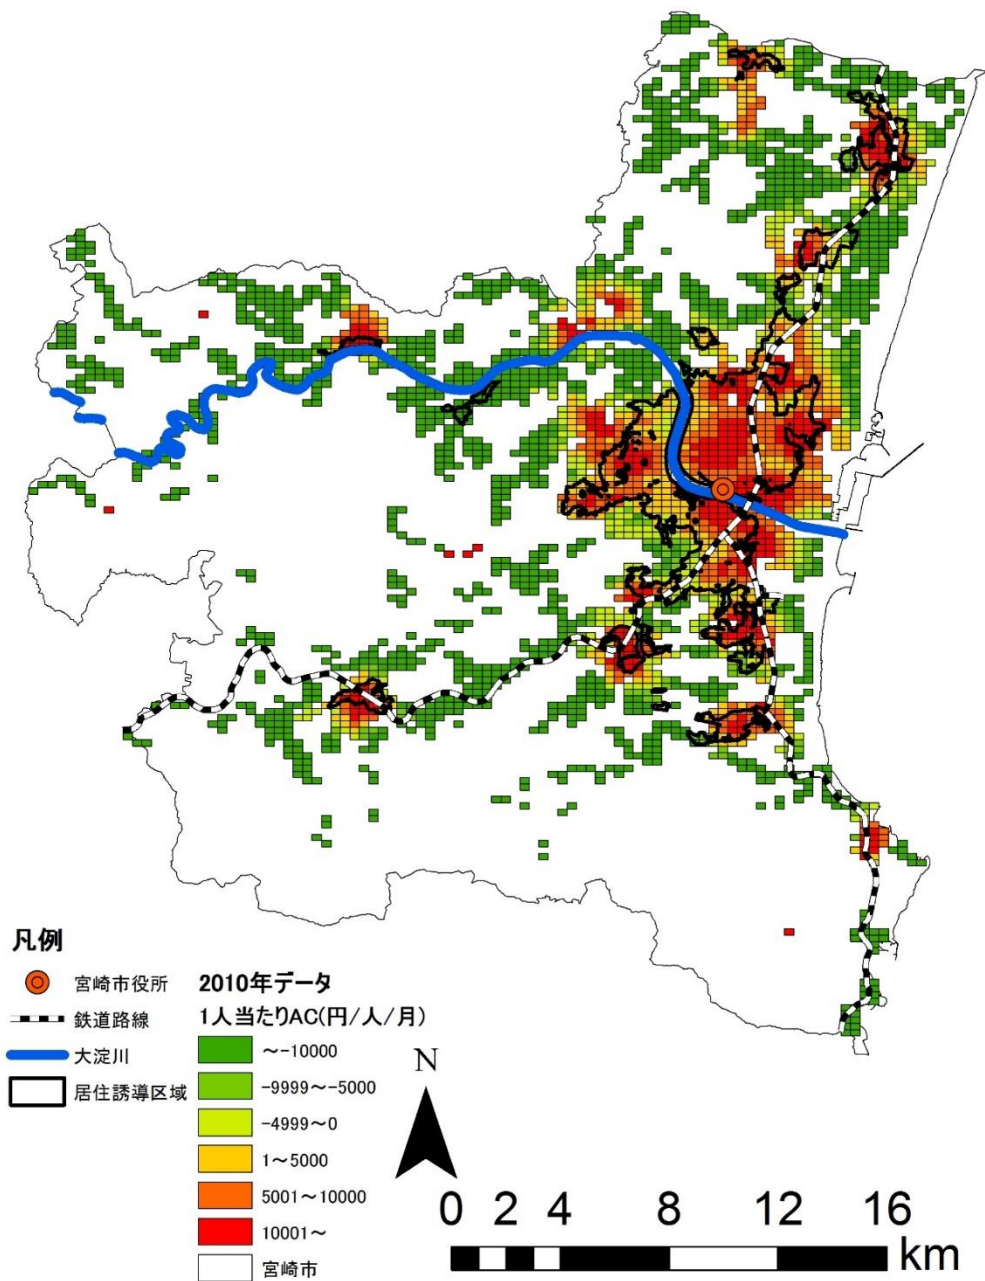 凡例
宮崎市役所
鉄道路線
大淀川
居住誘導区域
2010年データ
1人当たりAC(円/人/月)
～-10000
-9999～-5000
-4999～0
1～5000
5001～10000
10001～
宮崎市
N
0 2 4 8 12 16
km